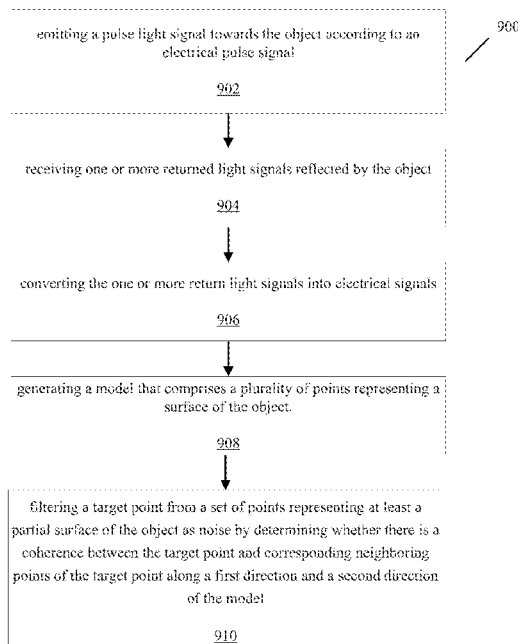 emitting a pulse light signal towards the object according to an
electrical pulse signal
902
900
receiving one or more returned light signals reflected by the object
904
converting the one or more return light signals into electrical signals
906
generating a model that comprises a plurality of points representing a
surface of the object.
908
filtering a target point from a set of points representing at least a
partial surface of the object as noise by determining whether there is a
coherence between the target point and corresponding neighboring
points of the target point along a first direction and a second direction
of the model
910